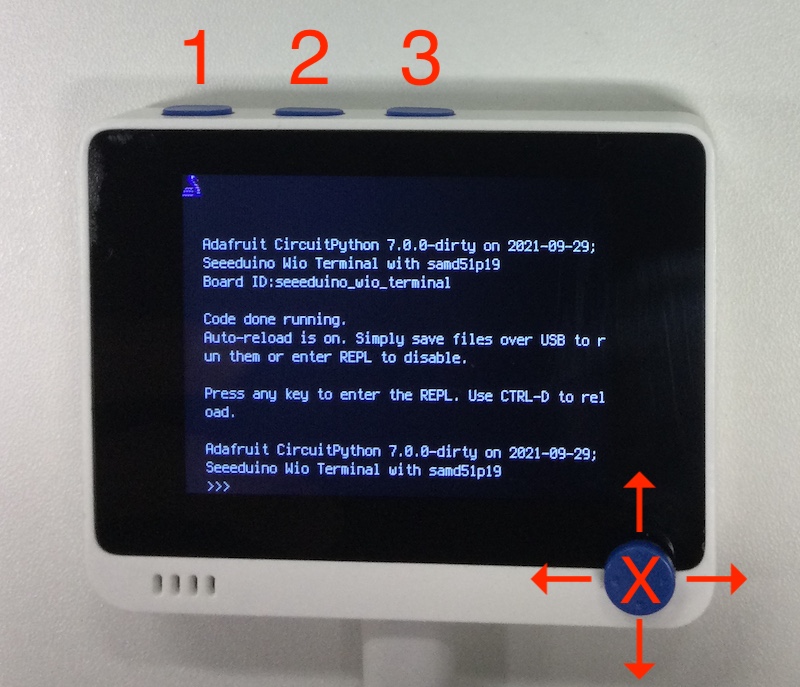 1 2 3
Adafruit CircuitPython 7.0.0-dirty on 2021-09-29;
Seeeduino Wio Terminal with samd51p19
Board ID:seeeduino_wio_terminal
Code done running.
Auto-reload is on. Simply save files over USB to r
un them or enter REPL to disable.
Press any key to enter the REPL. Use CTRL-D to rel
oad.
Adafruit CircuitPython 7.0.0-dirty on 2021-09-29;
Seeeduino Wio Terminal with samd51p19
>>>
X